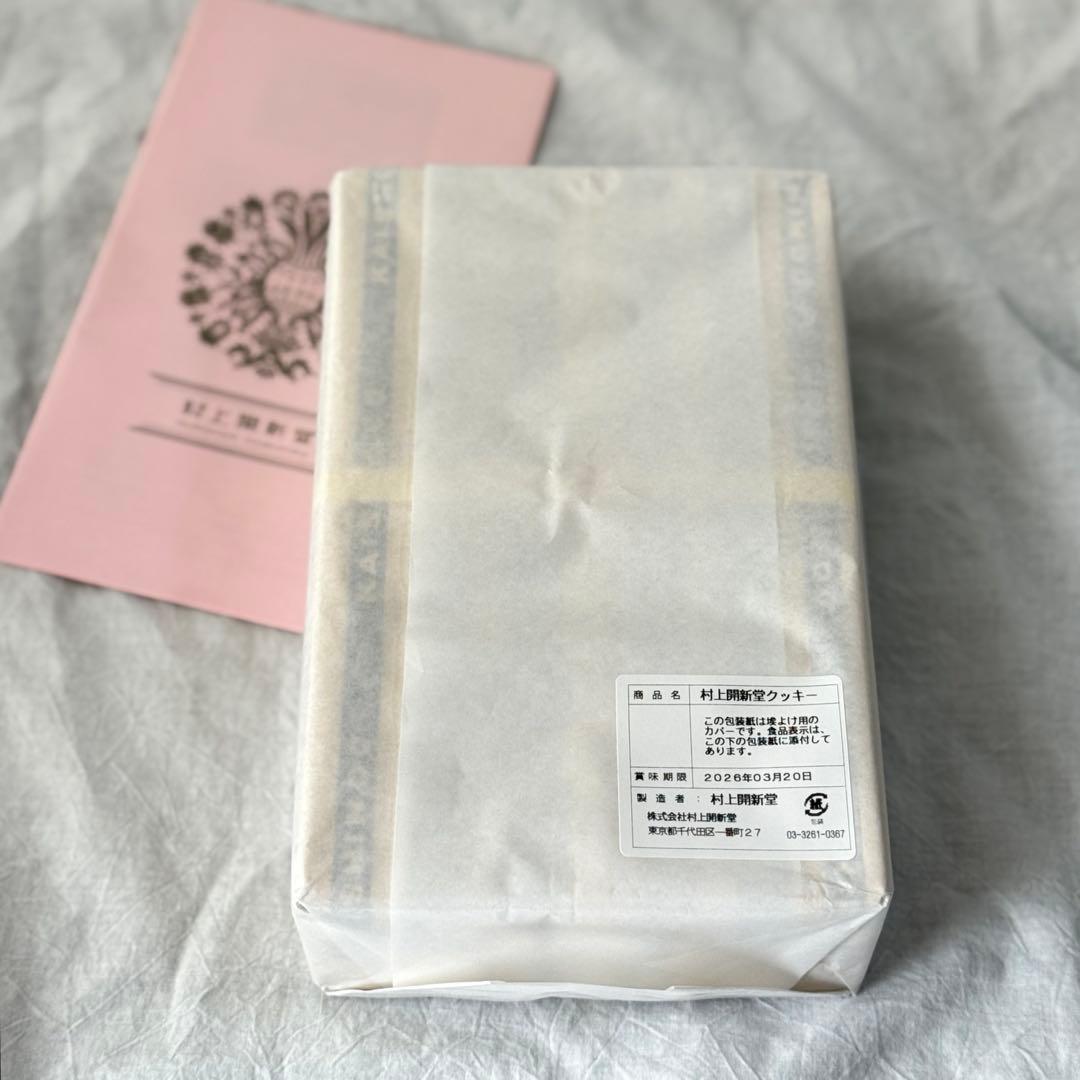 村上開新堂
商品名 村上開新堂クッキー
この包装紙は埃よけ用の
カバーです。食品表示は、
この下の包装紙に添付して
あります。
賞味期限 2026年03月20日
製造者： 村上開新堂
紙
包装
株式会社村上開新堂
東京都千代田区一番町27 03-3261-0367